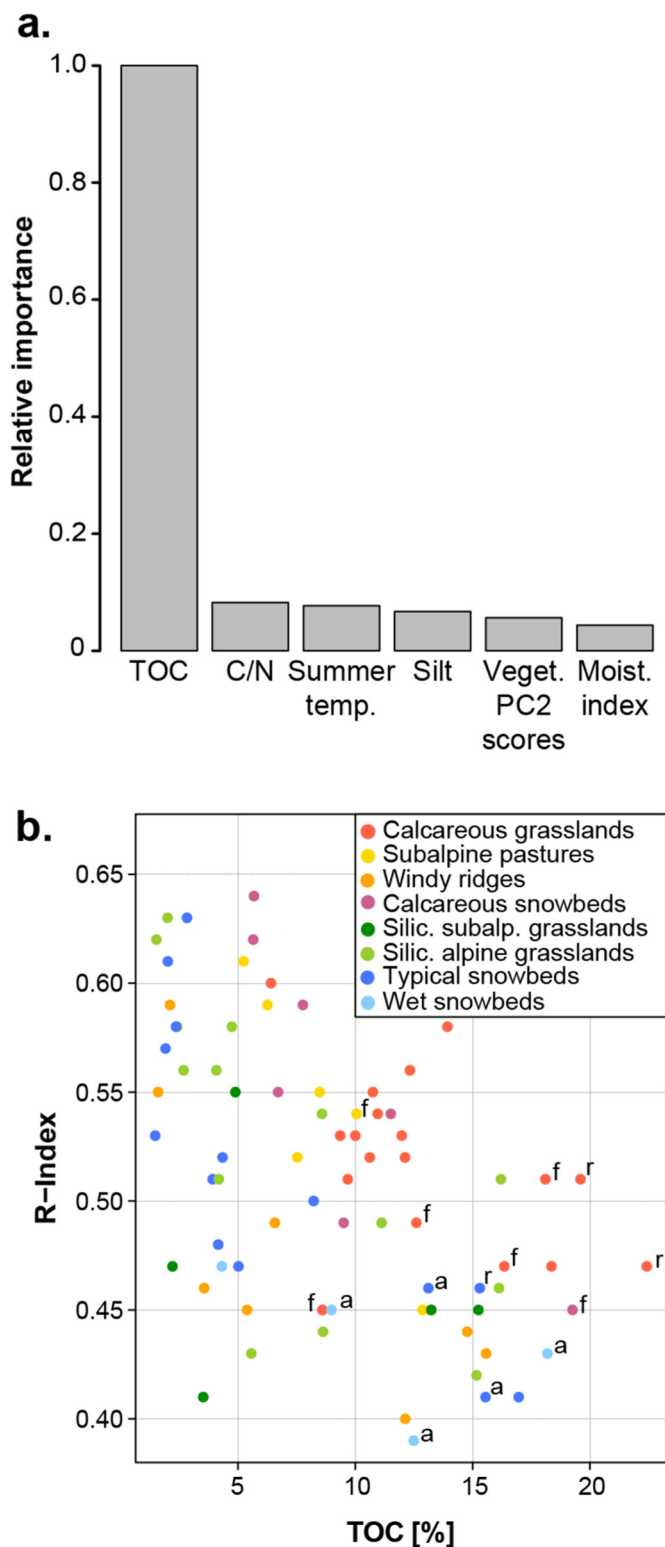 a.
1.0
0.8
0.6
0.4
0.2
0
Relative importance
TOC
C/N
Summer
temp.
Silt
Veget.
PC2
scores
Moist.
index
b.
Calcareous grasslands
Subalpine pastures
Windy ridges
Calcareous snowbeds
Silic. subalp. grasslands
Silic. alpine grasslands
Typical snowbeds
Wet snowbeds
0.65
0.60
0.55
0.50
0.45
0.40
R−Index
f
f
r
f
f
r
a
r
f
a
f
a
a
a
5
10
15
20
TOC [%]